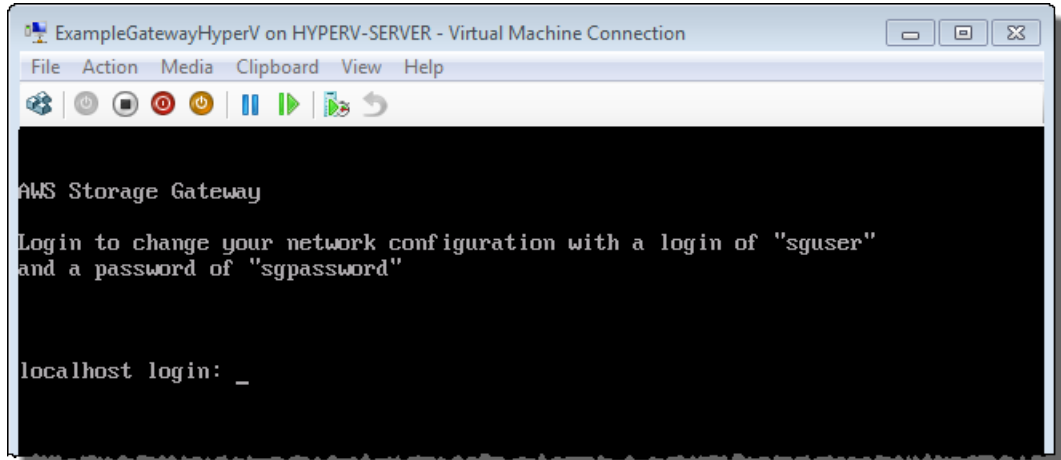 ExampleGatewayHyperV on HYPERV-SERVER - Virtual Machine Connection
File Action Media Clipboard View Help
AWS Storage Gateway
Login to change your network configuration with a login of "sguser"
and a password of "sgpassword"
localhost login: _